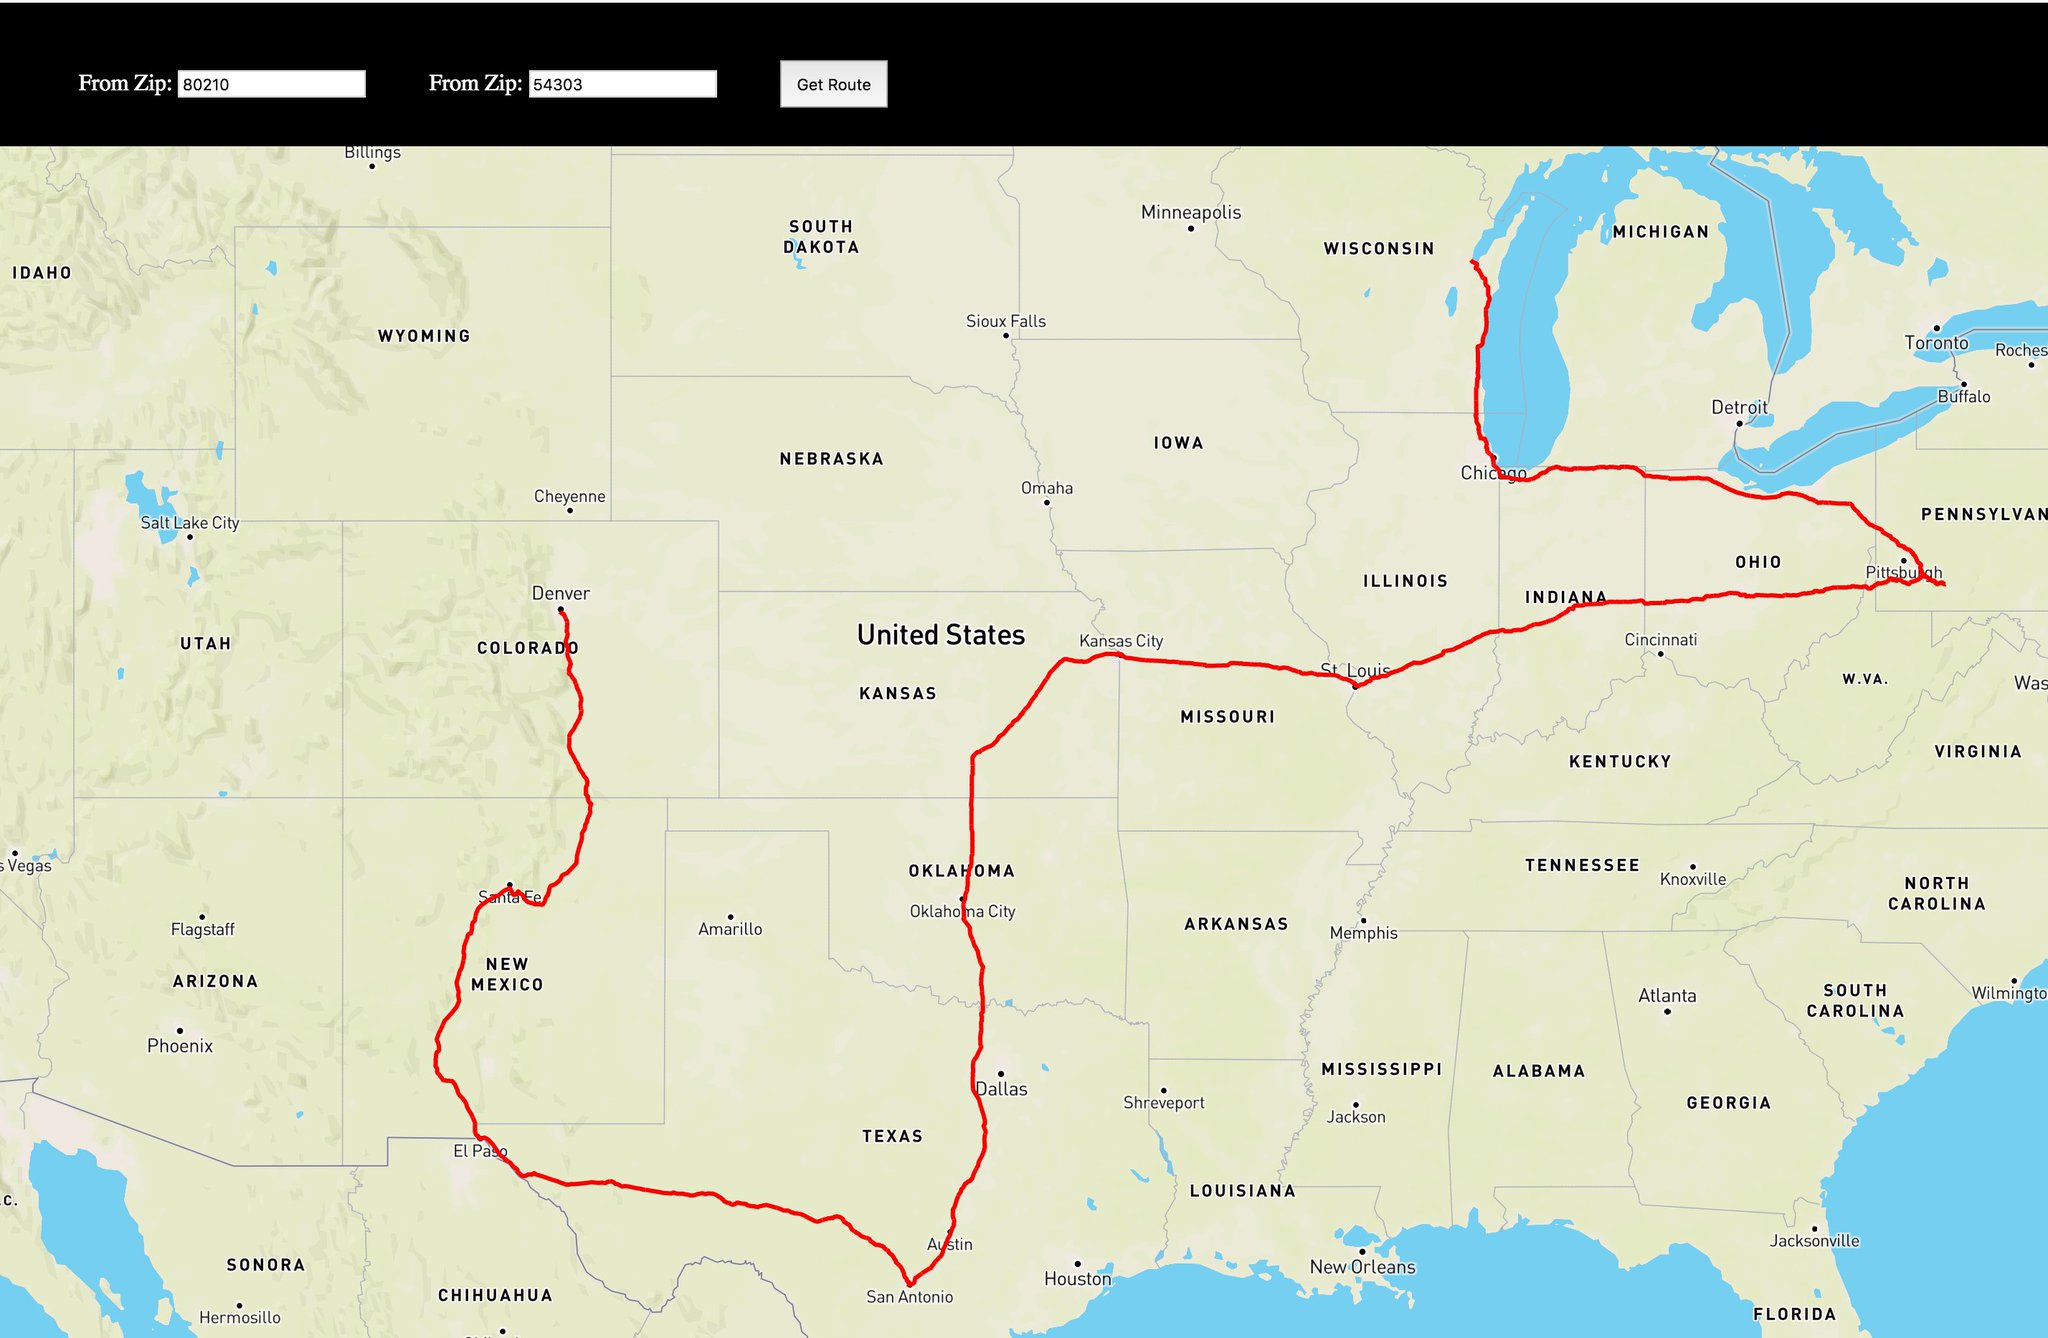 From Zip: 80210 From Zip: 54303 Get Route
Billings
Minneapolis
SOUTH
DAKOTA
WISCONSIN
MICHIGAN
IDAHO
Sioux Falls
WYOMING
Toronto
Roches
Buffalo
Detroit
IOWA
NEBRASKA
Chicago
Omaha
Cheyenne
Salt Lake City
PENNSYLVAN
OHIO
Pittsburgh
ILLINOIS
INDIANA
Denver
United States
Kansas City
Cincinnati
UTAH
COLORADO
St. Louis
KANSAS
W.VA.
Was
MISSOURI
VIRGINIA
KENTUCKY
s Vegas
TENNESSEE
Knoxville
OKLAHOMA
NORTH
CAROLINA
Santa Fe
Oklahoma City
Flagstaff
Amarillo
ARKANSAS
Memphis
NEW
MEXICO
ARIZONA
Atlanta
SOUTH
CAROLINA
Wilmingto
Phoenix
MISSISSIPPI
ALABAMA
Dallas
Shreveport
GEORGIA
Jackson
TEXAS
El Paso
LOUISIANA
.C.
Austin
Jacksonville
SONORA
New Orleans
Houston
CHIHUAHUA
San Antonio
Hermosillo
FLORIDA